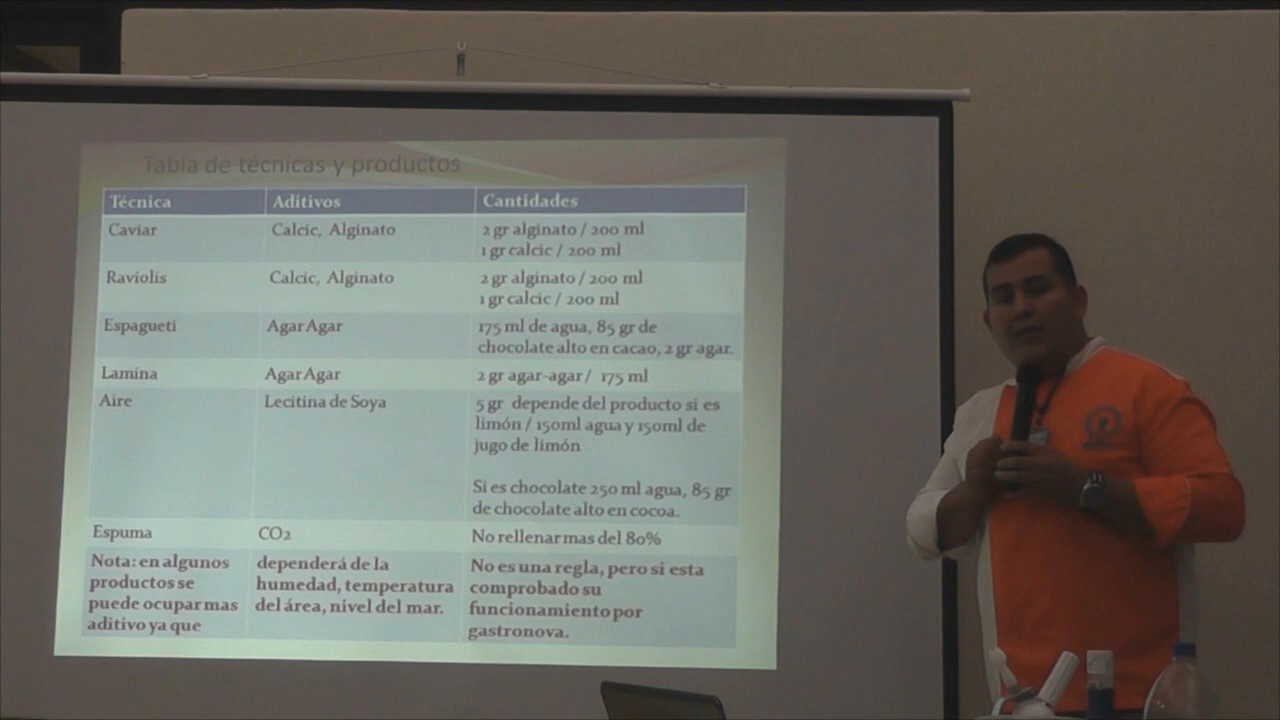 Tabla de técnicas y productos
Técnica
Aditivos
Cantidades
Caviar
Calcic, Alginato
2 gr alginato / 200 ml
1 gr calcic / 200 ml
Raviolis
Calcic, Alginato
2 gr alginato / 200 ml
1 gr calcic / 200 ml
Espagueti
Agar Agar
175 ml de agua, 85 gr de
chocolate alto en cacao, 2 gr agar.
Lamina
Agar Agar
2 gr agar-agar / 175 ml
Aire
Lecitina de Soya
5 gr depende del producto si es
limón / 150ml agua y 150ml de
jugo de limón
Si es chocolate 250 ml agua, 85 gr
de chocolate alto en cocoa.
Espuma
CO2
No rellenar mas del 80%
Nota: en algunos
productos se
puede ocupar mas
aditivo ya que
dependerá de la
humedad, temperatura
del área, nivel del mar.
No es una regla, pero si esta
comprobado su
funcionamiento por
gastronova.